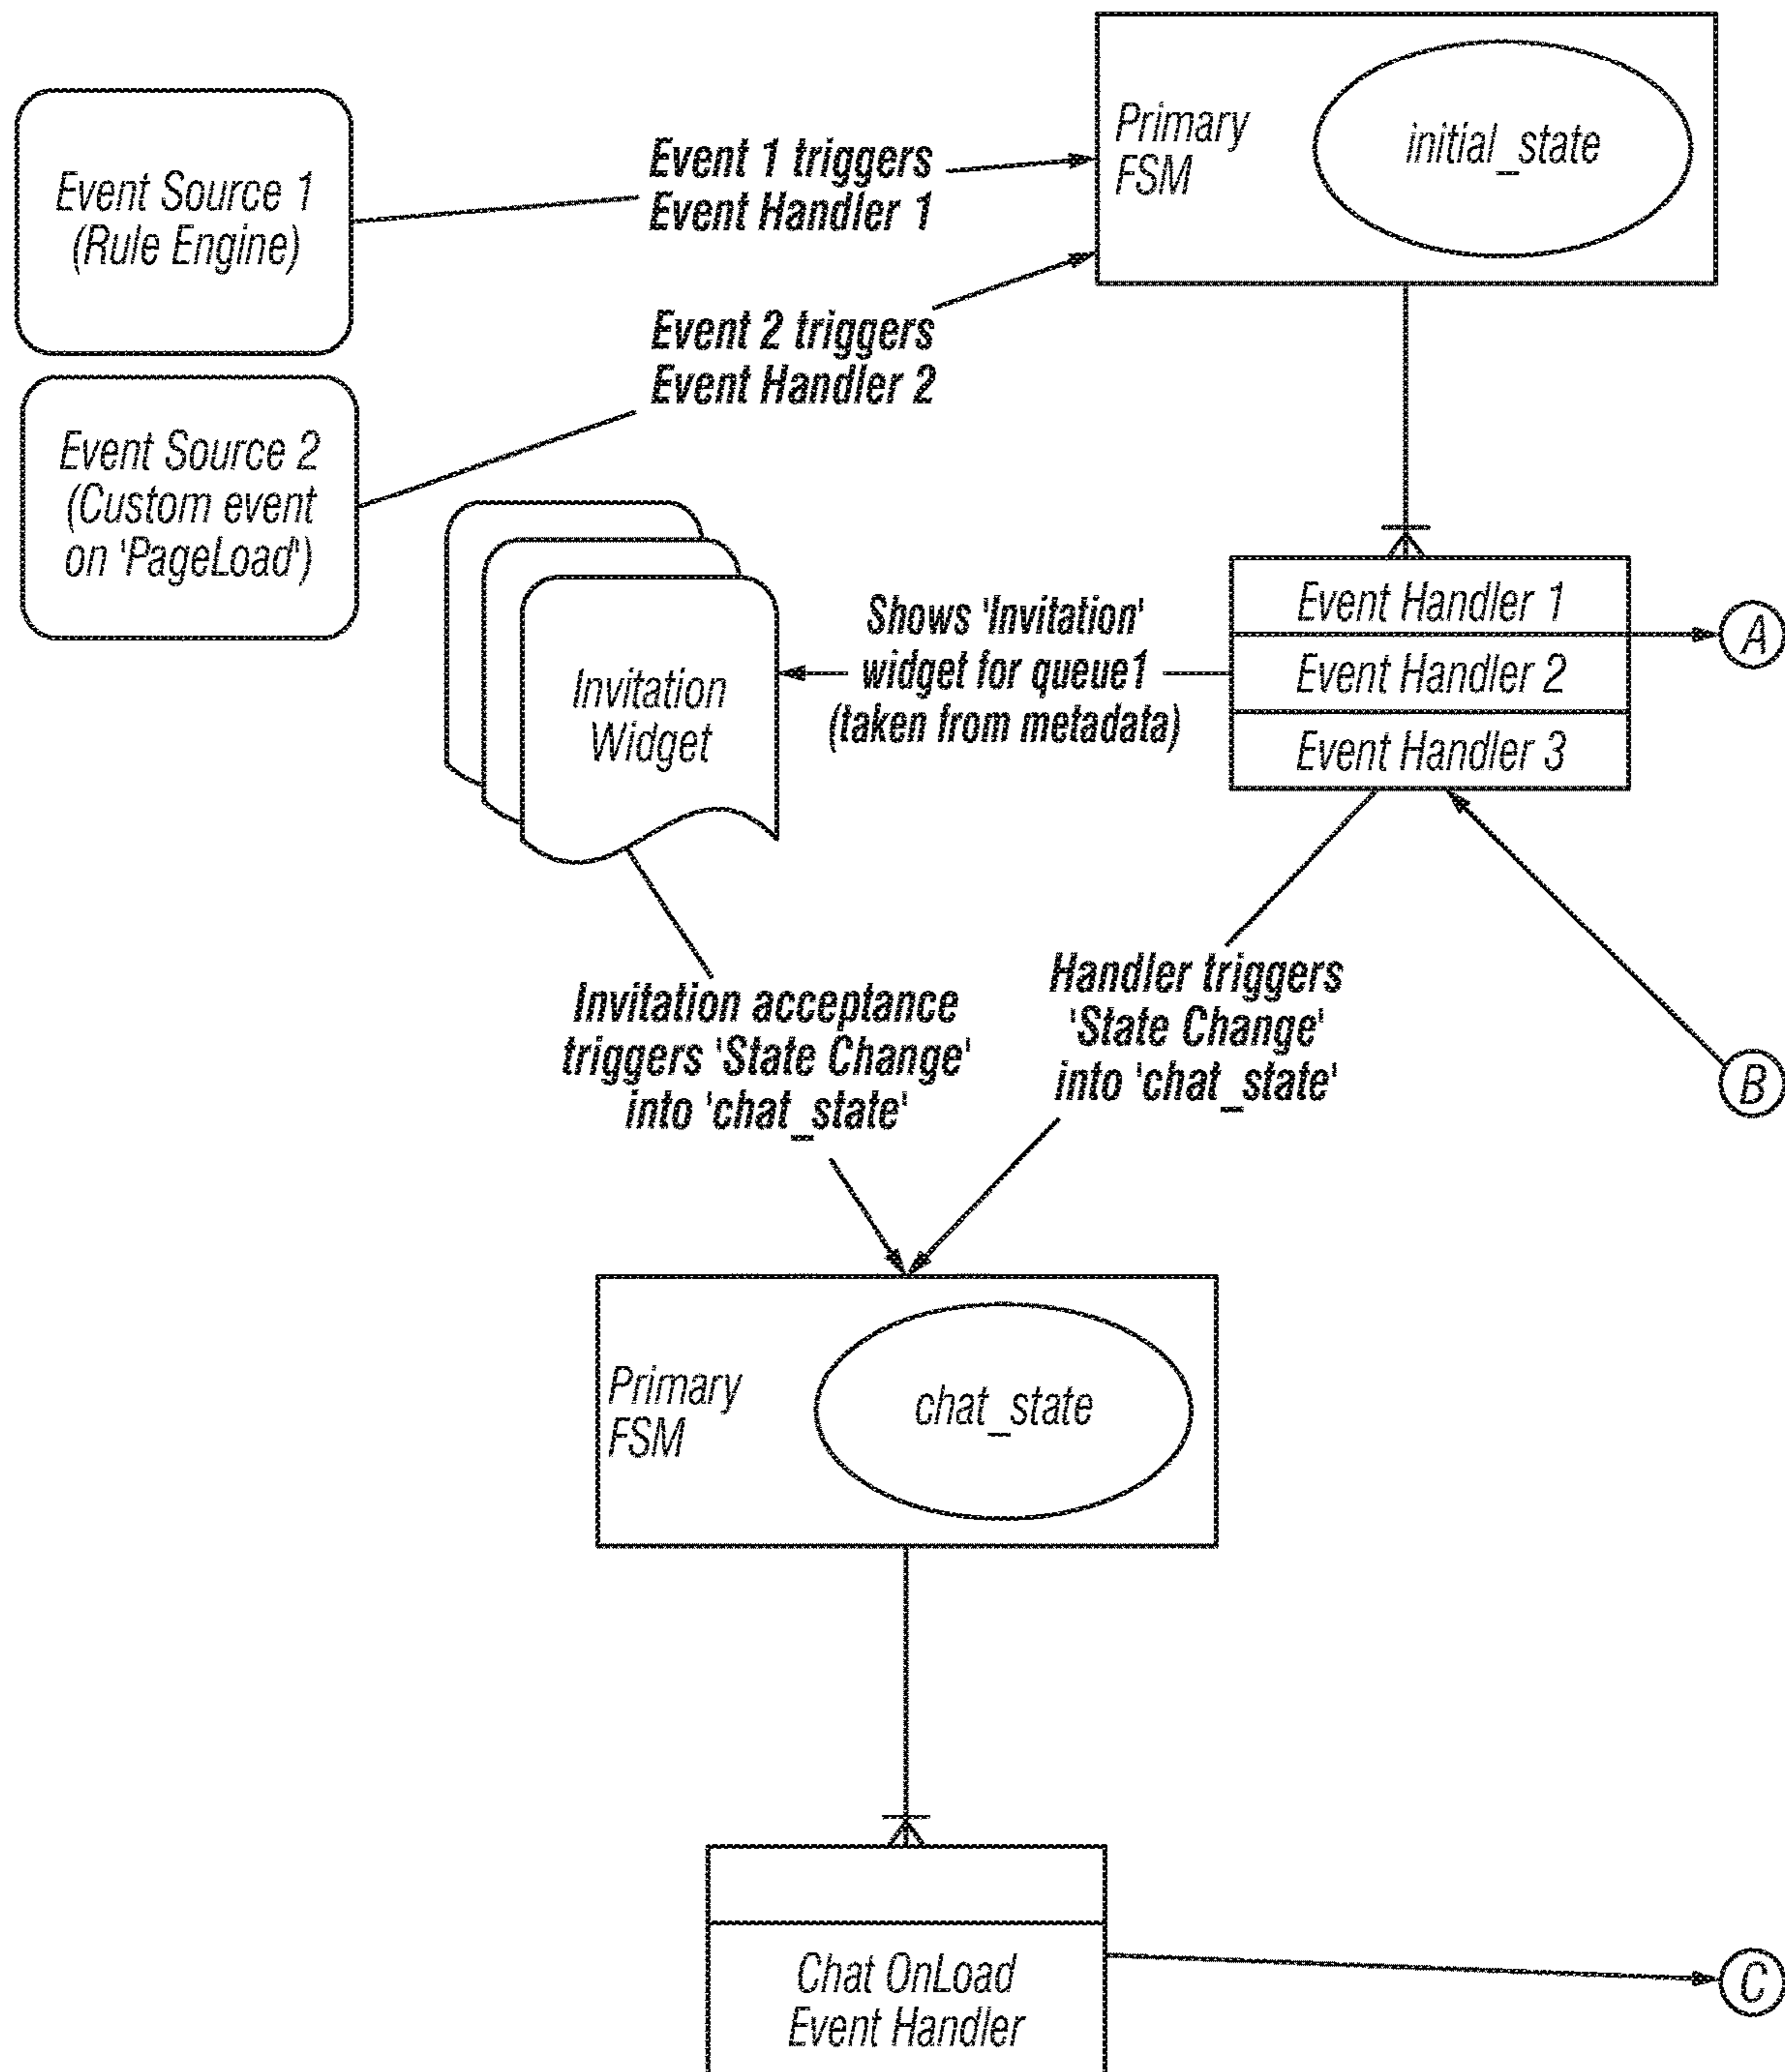 Primary
FSM
initial_state
Event Source 1
(Rule Engine)
Event 1 triggers
Event Handler 1
Event 2 triggers
Event Handler 2
Event Source 2
(Custom event
on 'PageLoad')
Event Handler 1
Event Handler 2
Event Handler 3
A
Shows 'Invitation'
widget for queue1
(taken from metadata)
Invitation
Widget
Invitation acceptance
triggers 'State Change'
into 'chat_state'
Handler triggers
'State Change'
into 'chat_state'
B
Primary
FSM
chat_state
Chat OnLoad
Event Handler
C